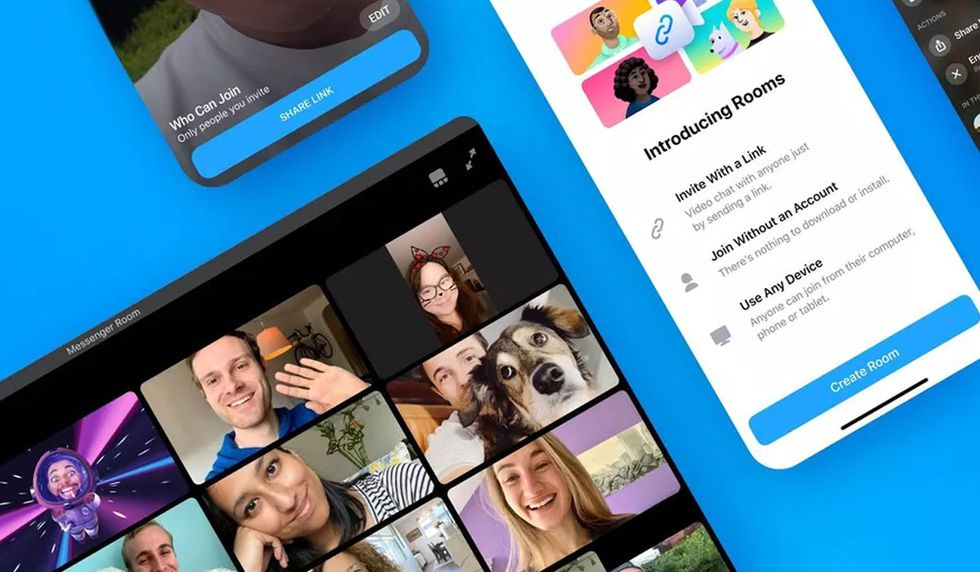 EDIT
Who Can Join
Only people you invite
SHARE LINK
Messenger Room
Introducing Rooms
Invite With a Link
Video chat with anyone just
by sending a link.
Join Without an Account
There's nothing to download or install.
Use Any Device
Anyone can join from their computer,
phone or tablet.
Create Room
ACTIONS
Share